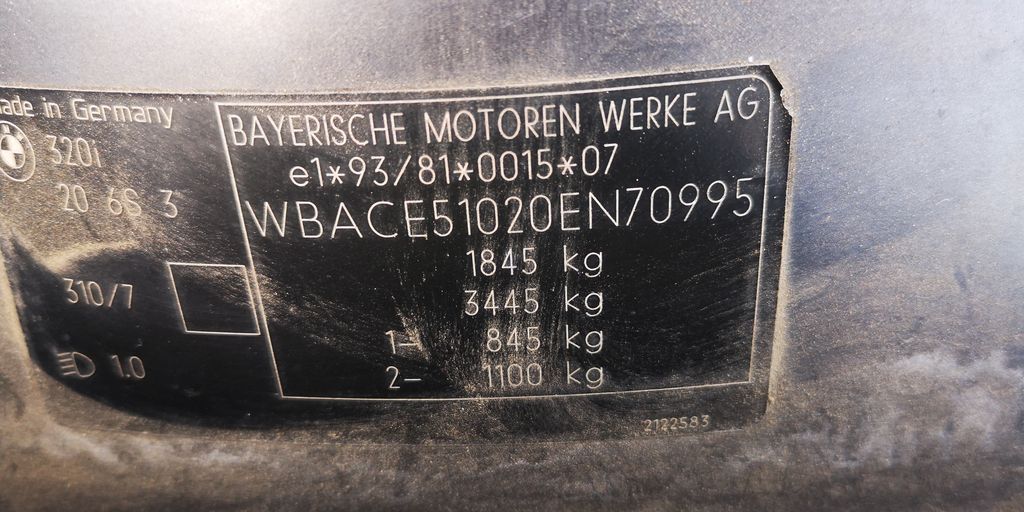 Made in Germany
320i
20 6S 3
310/7
1.0
BAYERISCHE MOTOREN WERKE AG
e1*93/81*0015*07
WBACE51020EN70995
1845 kg
3445 kg
1- 845 kg
2- 1100 kg
2122583